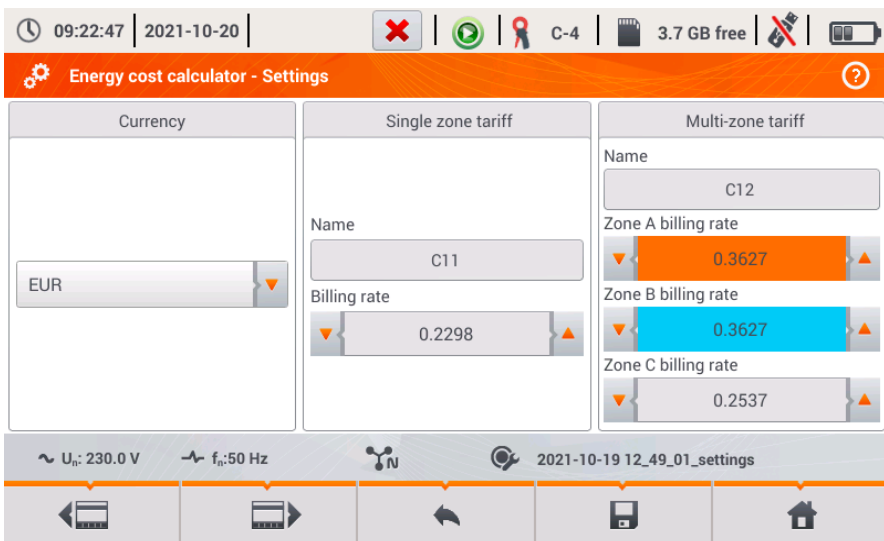 09:22:47 2021-10-20 C-4 3.7 GB free
Energy cost calculator - Settings ?
Currency
EUR
Single zone tariff
Name
C11
Billing rate
0.2298
Multi-zone tariff
Name
C12
Zone A billing rate
0.3627
Zone B billing rate
0.3627
Zone C billing rate
0.2537
Un: 230.0 V fn:50 Hz N 2021-10-19 12_49_01_settings